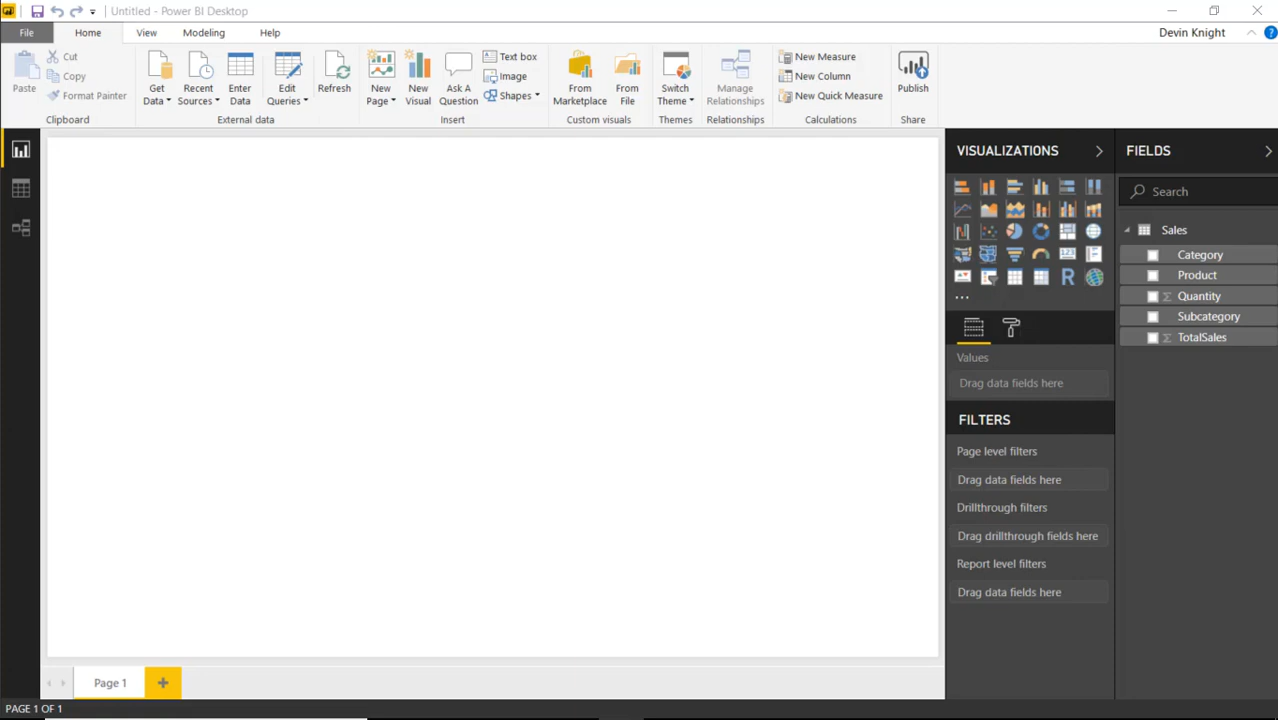 Untitled - Power BI Desktop
File Home View Modeling Help Devin Knight ?
Paste Cut Copy Format Painter
Get Data Recent Sources Enter Data Edit Queries Refresh
New Page New Visual Ask A Question Text box Image Shapes
From Marketplace From File Switch Theme Manage Relationships
New Measure New Column New Quick Measure Publish
Clipboard External data Insert Custom visuals Themes Relationships Calculations Share
VISUALIZATIONS FIELDS
Search
Sales
Category
Product
Σ Quantity
Subcategory
Σ TotalSales
123
R
...
Values
Drag data fields here
FILTERS
Page level filters
Drag data fields here
Drillthrough filters
Drag drillthrough fields here
Report level filters
Drag data fields here
Page 1 +
PAGE 1 OF 1